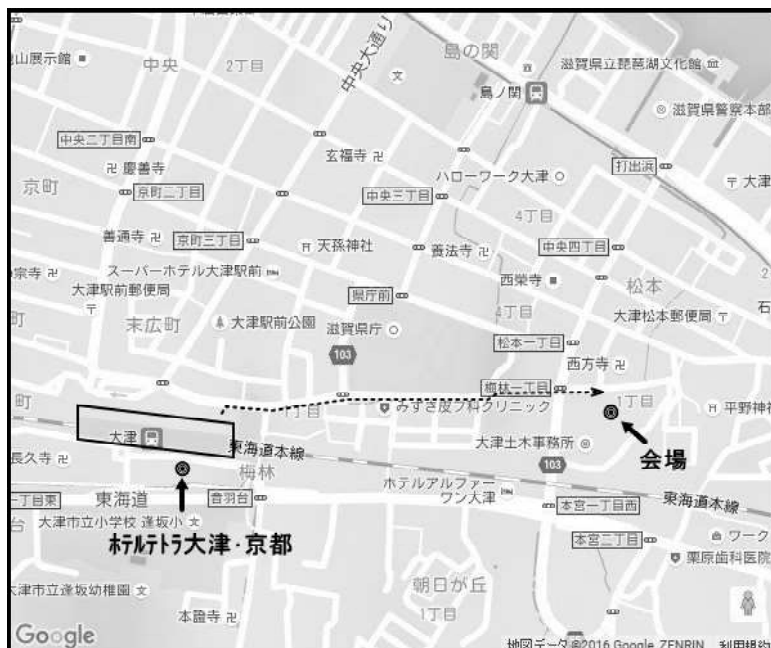 山展示館
中央
2丁目
中央大通り
島の関
滋賀県立琵琶湖文化館
島ノ関
滋賀県警察本部
中央二丁目南
慶善寺
玄福寺
ハローワーク大津
打出浜
大津
京町
京町二丁目
中央三丁目
4丁目
善通寺
京町三丁目
天孫神社
養法寺
中央四丁目
宗寺
スーパーホテル大津駅前
西栄寺
松本
2
大津駅前郵便局
県庁前
石
町
末広町
大津駅前公園
滋賀県庁
4丁目
大津松本郵便局
103
松本一丁目
西方寺
梅林一丁目
町
1丁目
みずき皮フ科クリニック
1丁目
平野神社
大津
東海道本線
大津土木事務所
会場
長久寺
梅林
103
一丁目東
東海道
音羽台
ホテルアルファー
ワン大津
東海道本線
台
大津市立小学校 逢坂小
本宮一丁目西
ホテルテトラ大津・京都
本宮二丁目
ワーク
栗原歯科医院
大津市立逢坂幼稚園
朝日が丘
1丁目
本證寺
Google
地図データ©2016 Google, ZENRIN
利用規約